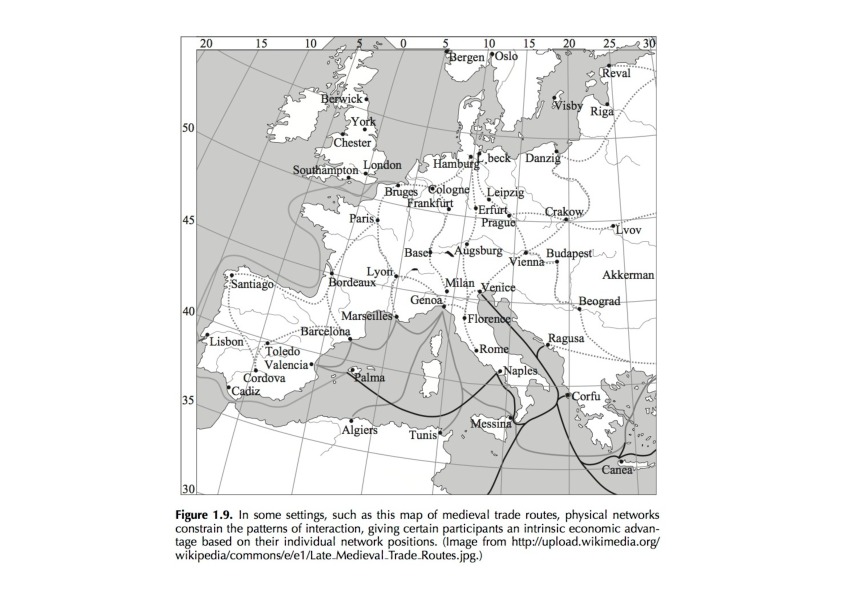 20 15 10 5 0 5 10 15 20 25 30
Bergen Oslo
Reval
Berwick
Visby
Riga
York
50
Chester
London
Hamburg beck Danzig
Southampton
Bruges Cologne Leipzig
Frankfurt Erfurt Crakow
Paris Prague
Lvov
45
Basel Augsburg Budapest
Vienna
Lyon Akkerman
Santiago Bordeaux
Milan Venice
Genoa Beograd
40
Marseilles Florence
Barcelona
Lisbon Ragusa
Toledo
Rome
Valencia
Naples
Cordova Palma
Cadiz
Corfu
35
Messina
Algiers Tunis
Canea
30
Figure 1.9. In some settings, such as this map of medieval trade routes, physical networks
constrain the patterns of interaction, giving certain participants an intrinsic economic advan-
tage based on their individual network positions. (Image from http://upload.wikimedia.org/
wikipedia/commons/e/e1/Late_Medieval_Trade_Routes.jpg.)